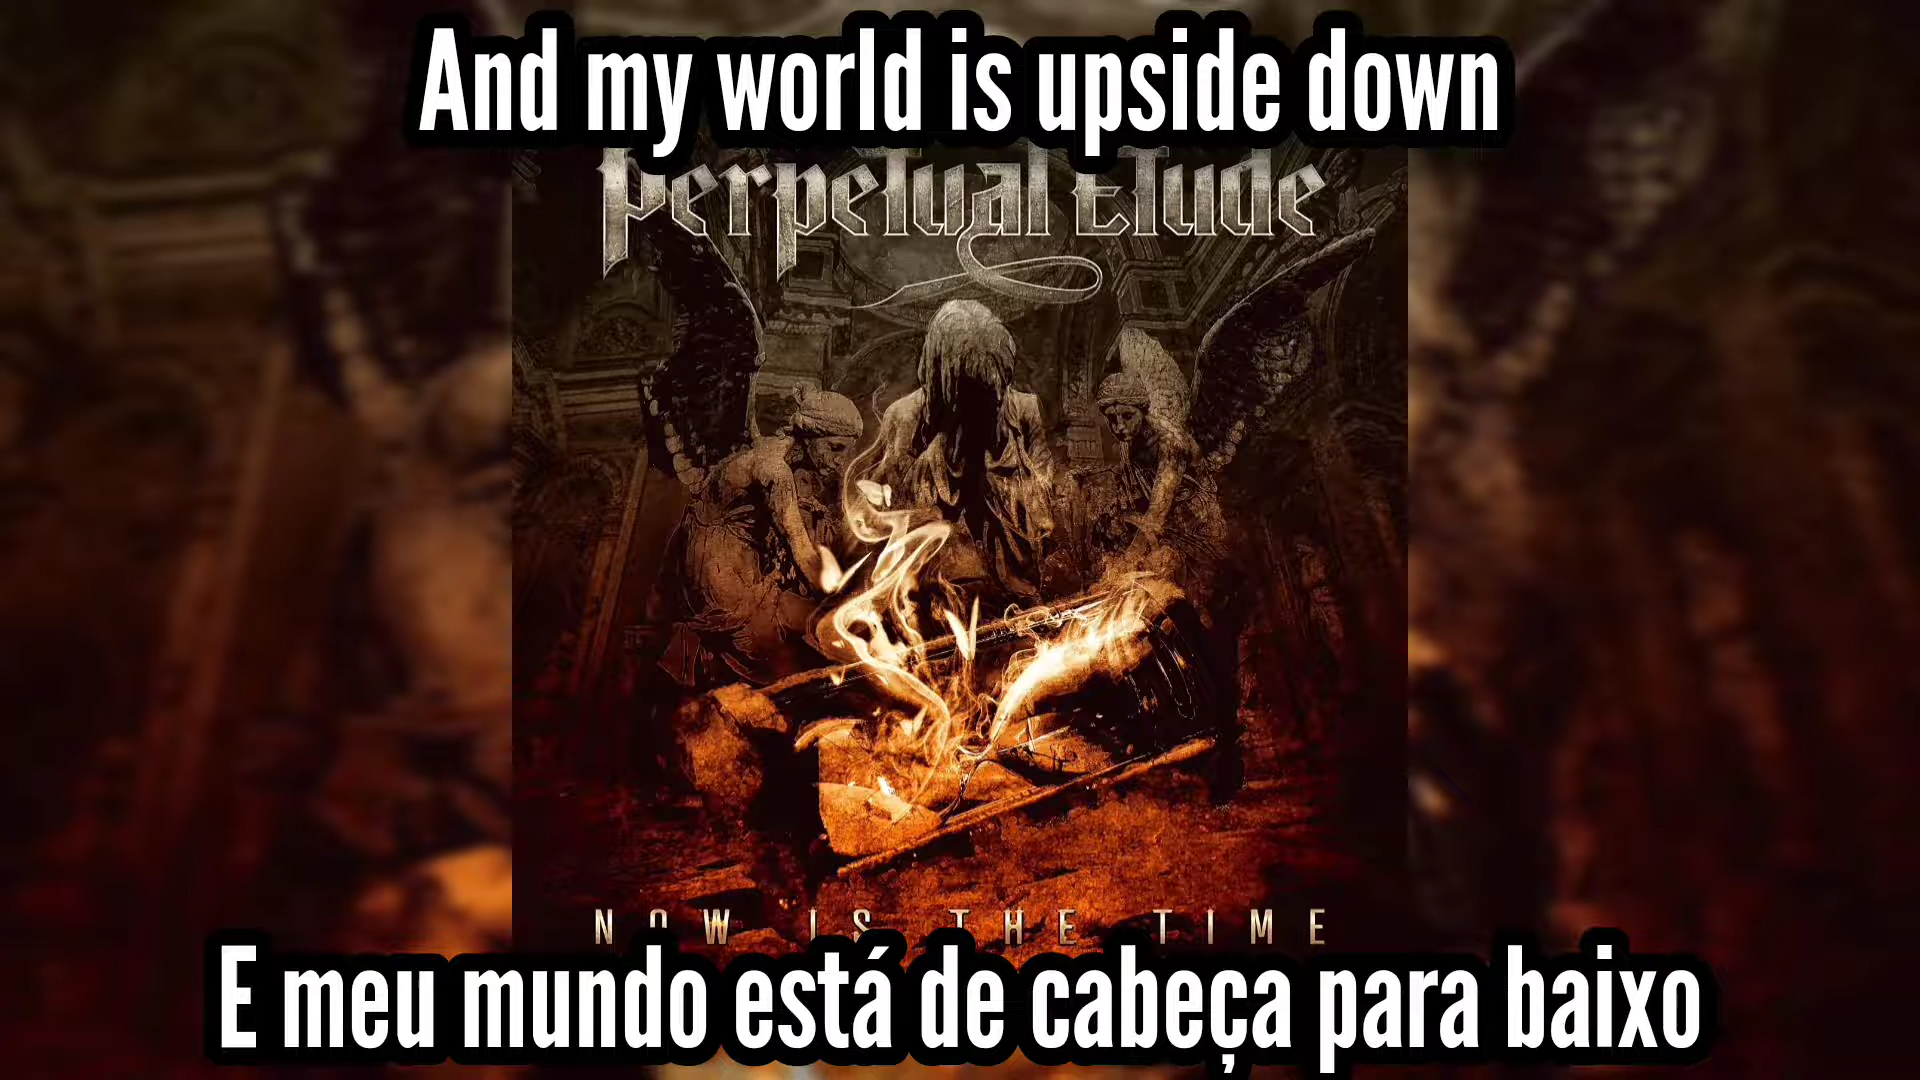 And my world is upside down
Perpetual Etude
NOW IS THE TIME
E meu mundo está de cabeça para baixo